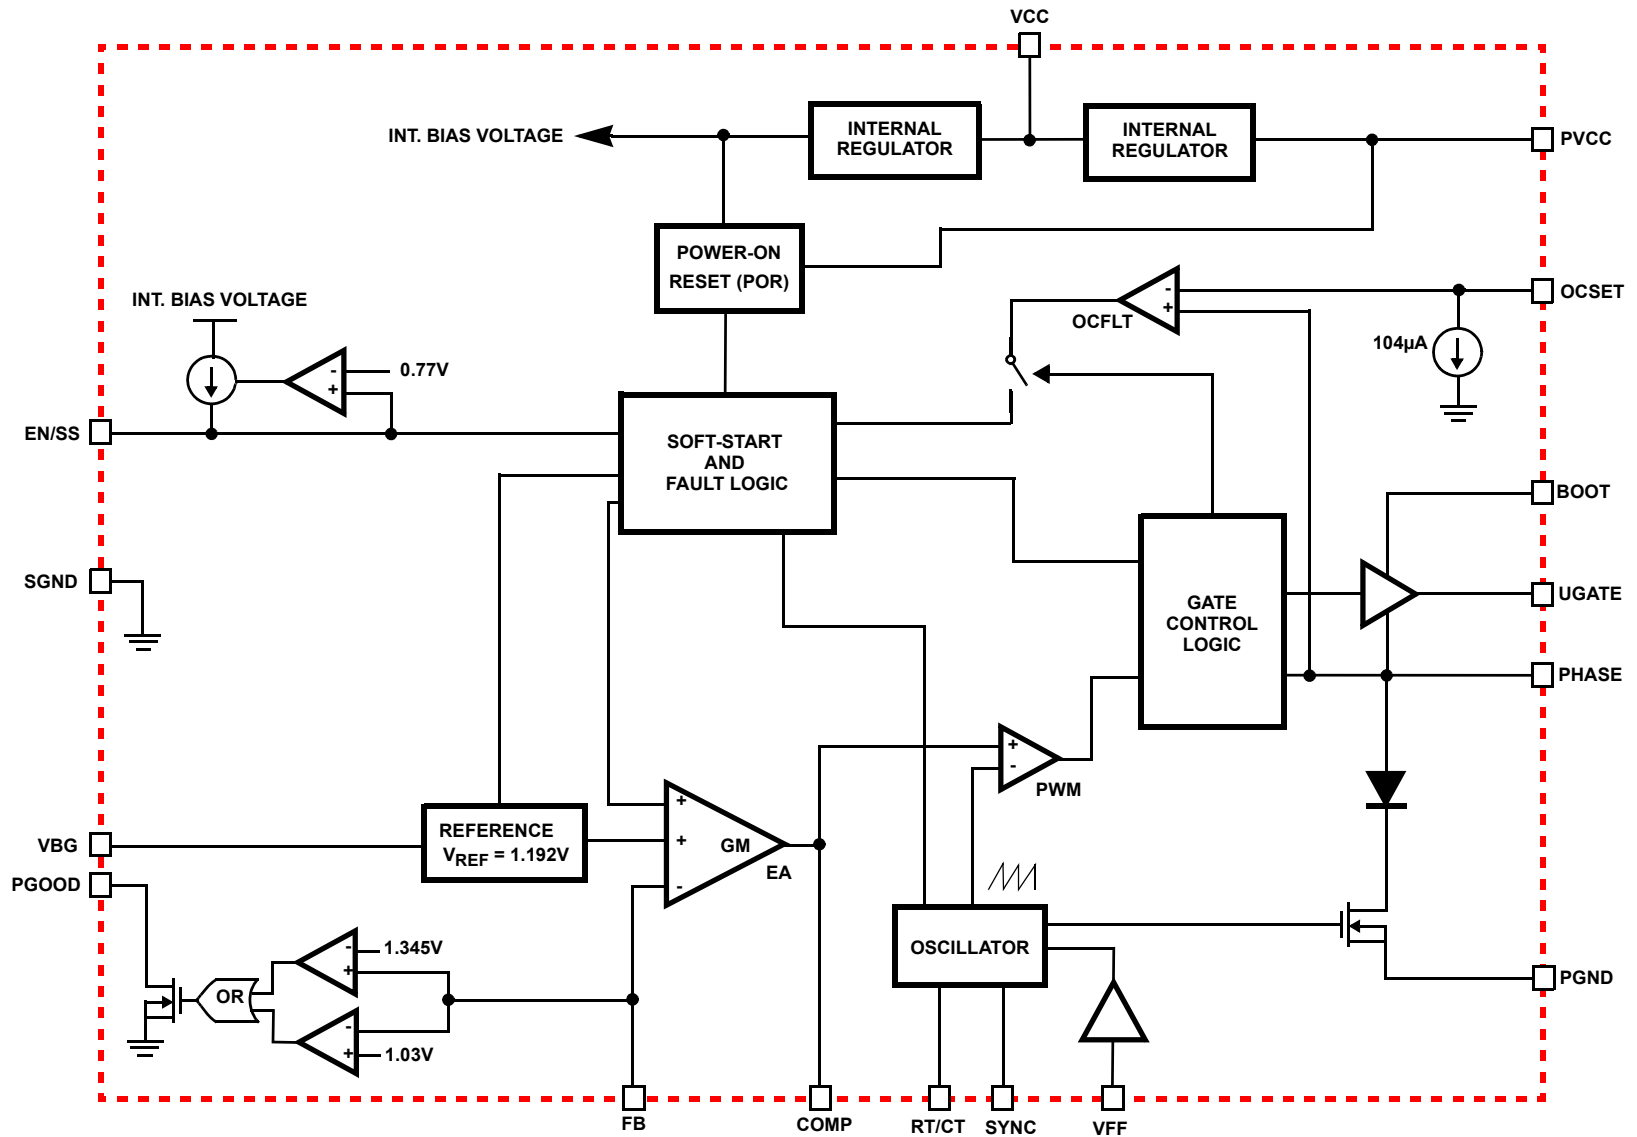 VCC
INT. BIAS VOLTAGE
INTERNAL
REGULATOR
INTERNAL
REGULATOR
PVCC
POWER-ON
RESET (POR)
INT. BIAS VOLTAGE
-
+
OCFLT
OCSET
104µA
-
+
0.77V
EN/SS
SOFT-START
AND
FAULT LOGIC
BOOT
SGND
GATE
CONTROL
LOGIC
UGATE
PHASE
+
-
PWM
VBG
REFERENCE
VREF = 1.192V
+
+
-
GM
EA
PGOOD
OSCILLATOR
-
+
1.345V
OR
-
+
1.03V
PGND
FB
COMP
RT/CT
SYNC
VFF